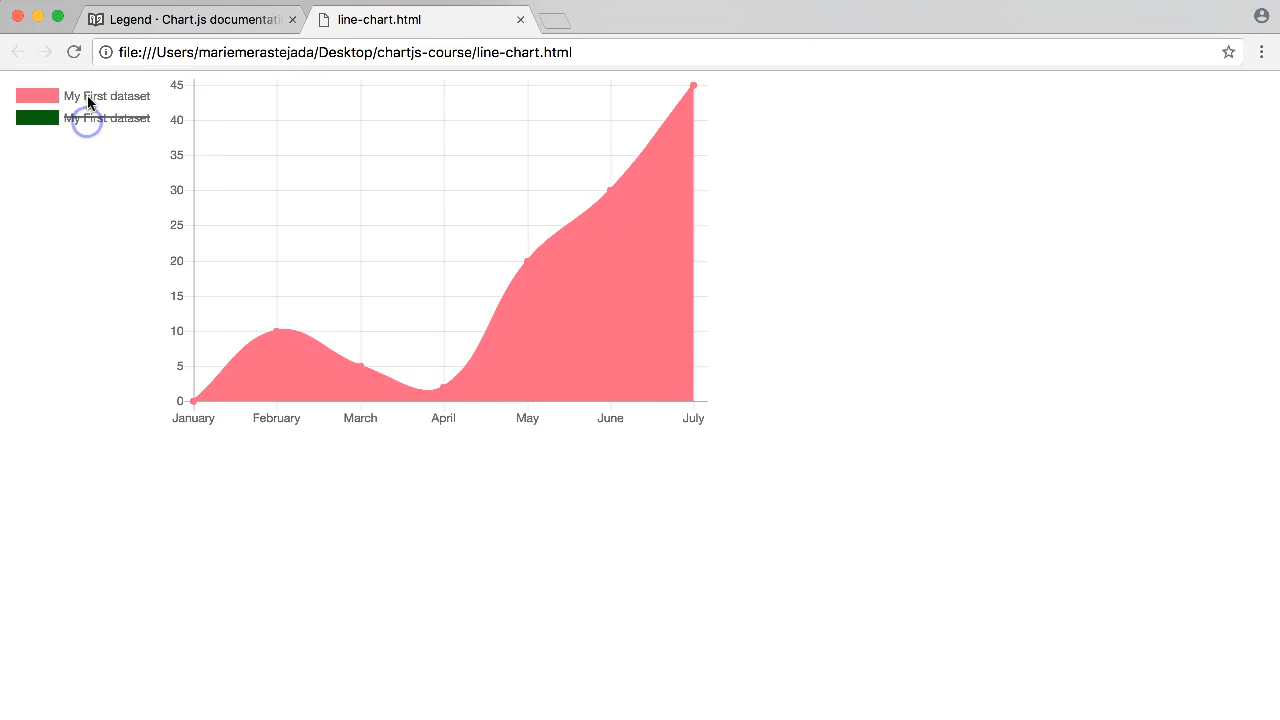 Legend · Chart.js documentati
line-chart.html
file:///Users/mariemerastejada/Desktop/chartjs-course/line-chart.html
My First dataset
My First dataset
45
40
35
30
25
20
15
10
5
0
January February March April May June July